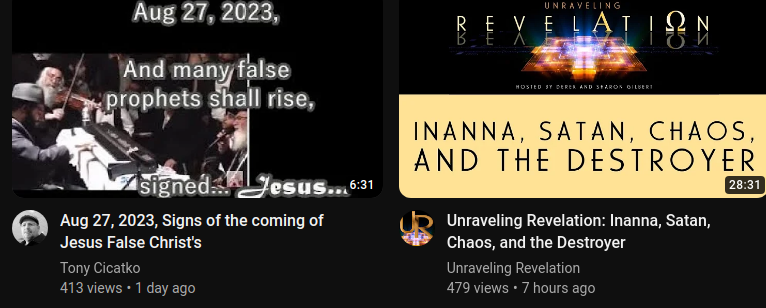 Aug 27, 2023,
And many false
prophets shall rise,
signed... Jesus...
6:31
Aug 27, 2023, Signs of the coming of
Jesus False Christ's
Tony Cicatko
413 views • 1 day ago
UNRAVELING
REVELATIΩN
HOSTED BY DEREK AND SHARON GILBERT
INANNA, SATAN, CHAOS,
AND THE DESTROYER
28:31
UR
Unraveling Revelation: Inanna, Satan,
Chaos, and the Destroyer
Unraveling Revelation
479 views • 7 hours ago